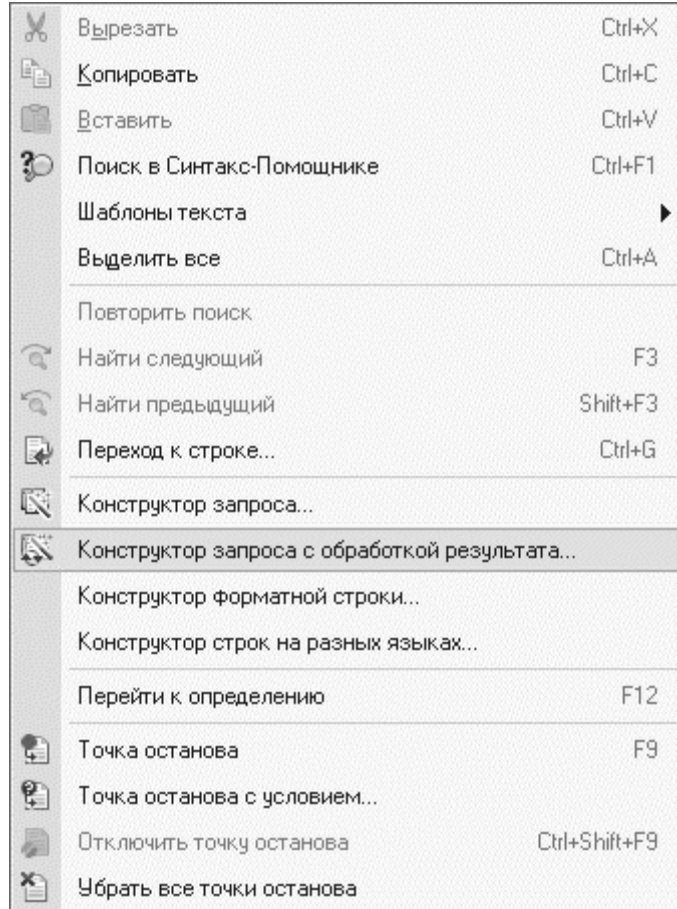 Вырезать Ctrl+X
Копировать Ctrl+C
Вставить Ctrl+V
Поиск в Синтакс-Помощнике Ctrl+F1
Шаблоны текста
Выделить все Ctrl+A
Повторить поиск
Найти следующий F3
Найти предыдущий Shift+F3
Переход к строке... Ctrl+G
Конструктор запроса...
Конструктор запроса с обработкой результата...
Конструктор форматной строки...
Конструктор строк на разных языках...
Перейти к определению F12
Точка останова F9
Точка останова с условием...
Отключить точку останова Ctrl+Shift+F9
Убрать все точки останова